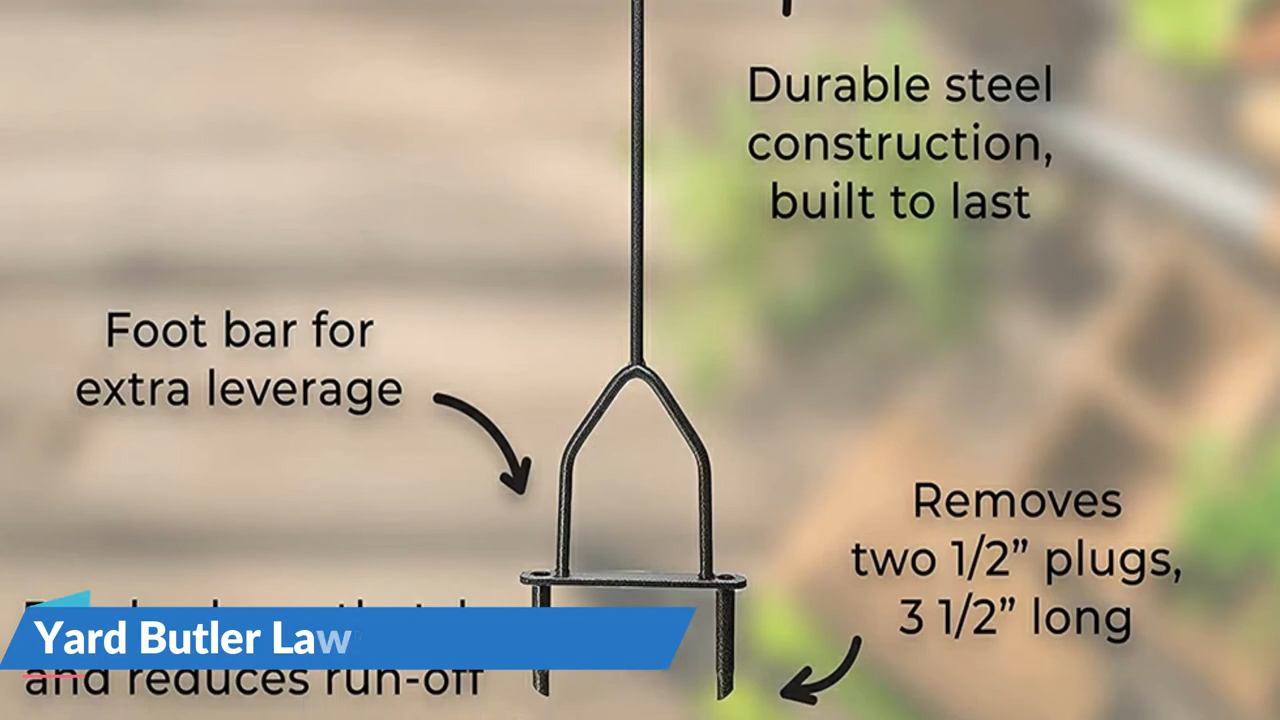 Durable steel
construction,
built to last
Foot bar for
extra leverage
Removes
two 1/2” plugs,
3 1/2” long
Yard Butler Law
and reduces run-off